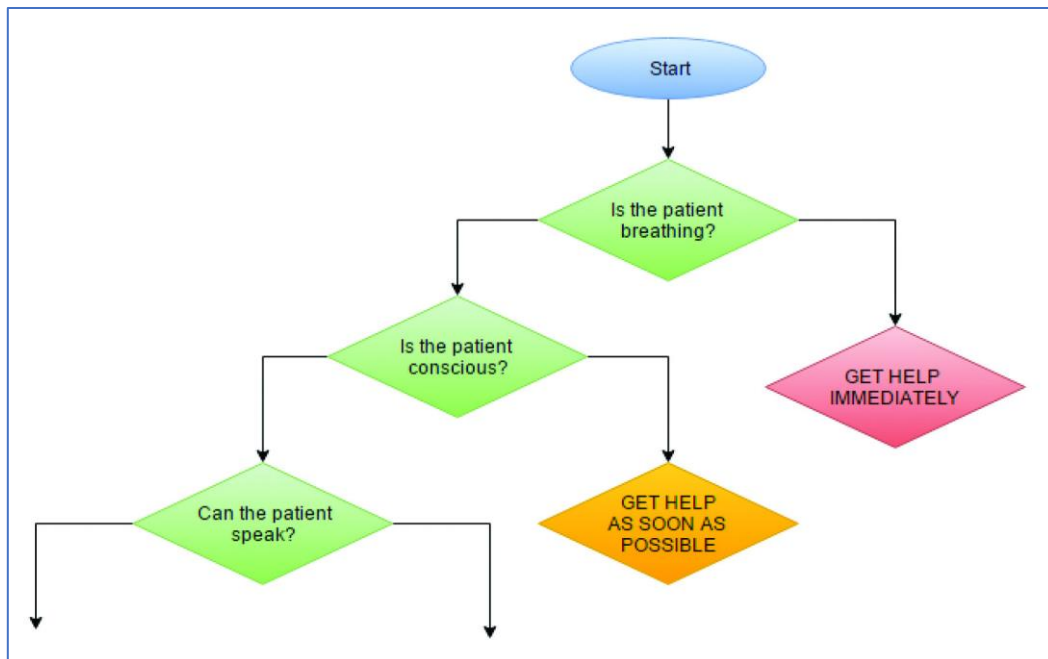 Start
Is the patient
breathing?
Is the patient
conscious?
GET HELP
IMMEDIATELY
Can the patient
speak?
GET HELP
AS SOON AS
POSSIBLE